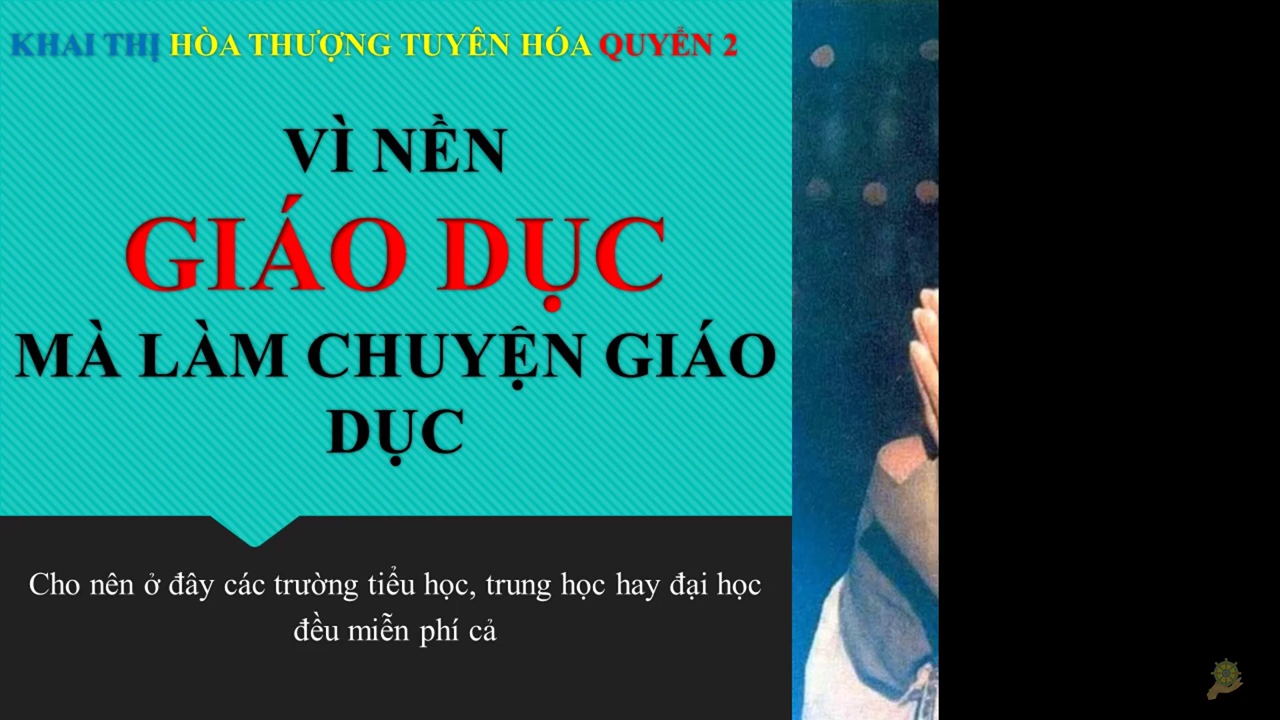 KHAI THỊ HÒA THƯỢNG TUYÊN HÓA QUYỂN 2
VÌ NỀN
GIÁO DỤC
MÀ LÀM CHUYỆN GIÁO
DỤC
Cho nên ở đây các trường tiểu học, trung học hay đại học
đều miễn phí cả